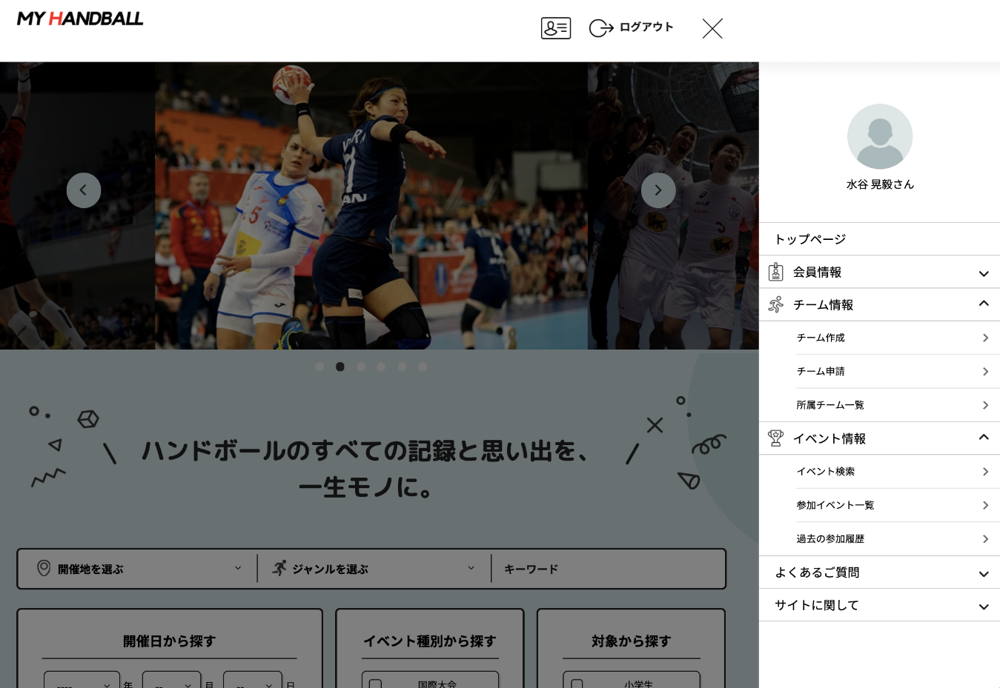 MY HANDBALL
ログアウト
水谷 晃毅さん
トップページ
会員情報
チーム情報
チーム作成
チーム申請
所属チーム一覧
イベント情報
イベント検索
参加イベント一覧
過去の参加履歴
よくあるご質問
サイトに関して
5
3
ハンドボールのすべての記録と思い出を、
一生モノに。
開催地を選ぶ
ジャンルを選ぶ
キーワード
開催日から探す
イベント種別から探す
対象から探す
---- 年 -- 月 -- 日
国際大会
小学生